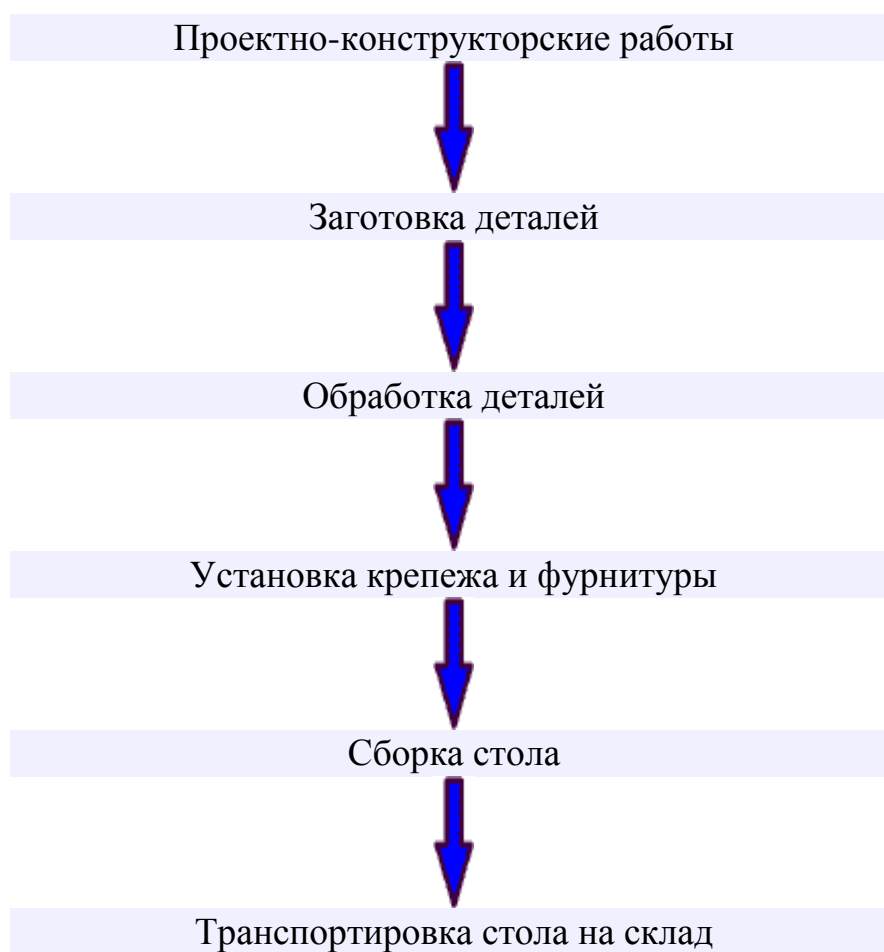 Проектно-конструкторские работы
Заготовка деталей
Обработка деталей
Установка крепежа и фурнитуры
Сборка стола
Транспортировка стола на склад